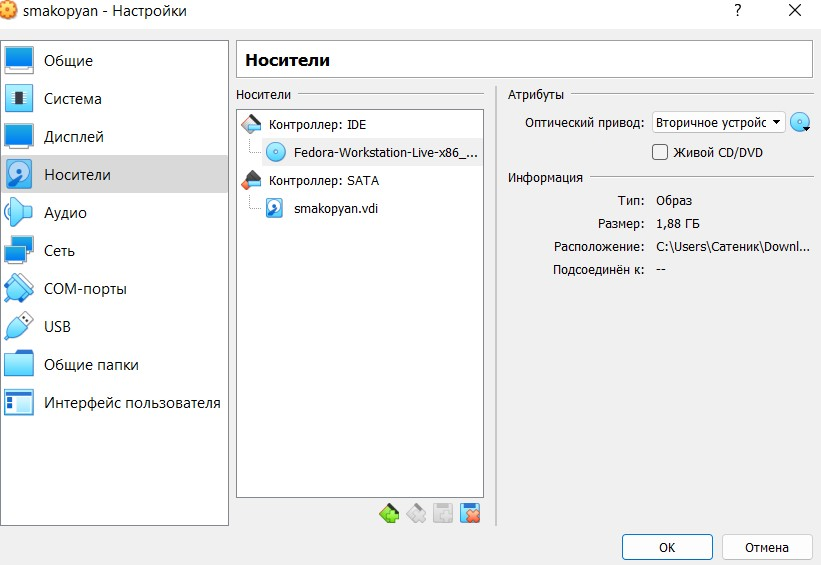 smakopyan - Настройки
?
Общие
Система
Дисплей
Носители
Аудио
Сеть
COM-порты
USB
Общие папки
Интерфейс пользователя
Носители
Носители
Контроллер: IDE
Fedora-Workstation-Live-x86_...
Контроллер: SATA
smakopyan.vdi
Атрибуты
Оптический привод: Вторичное устройс
Живой CD/DVD
Информация
Тип: Образ
Размер: 1,88 ГБ
Расположение: C:\Users\Сатеник\Downl...
Подсоединён к: --
OK Отмена